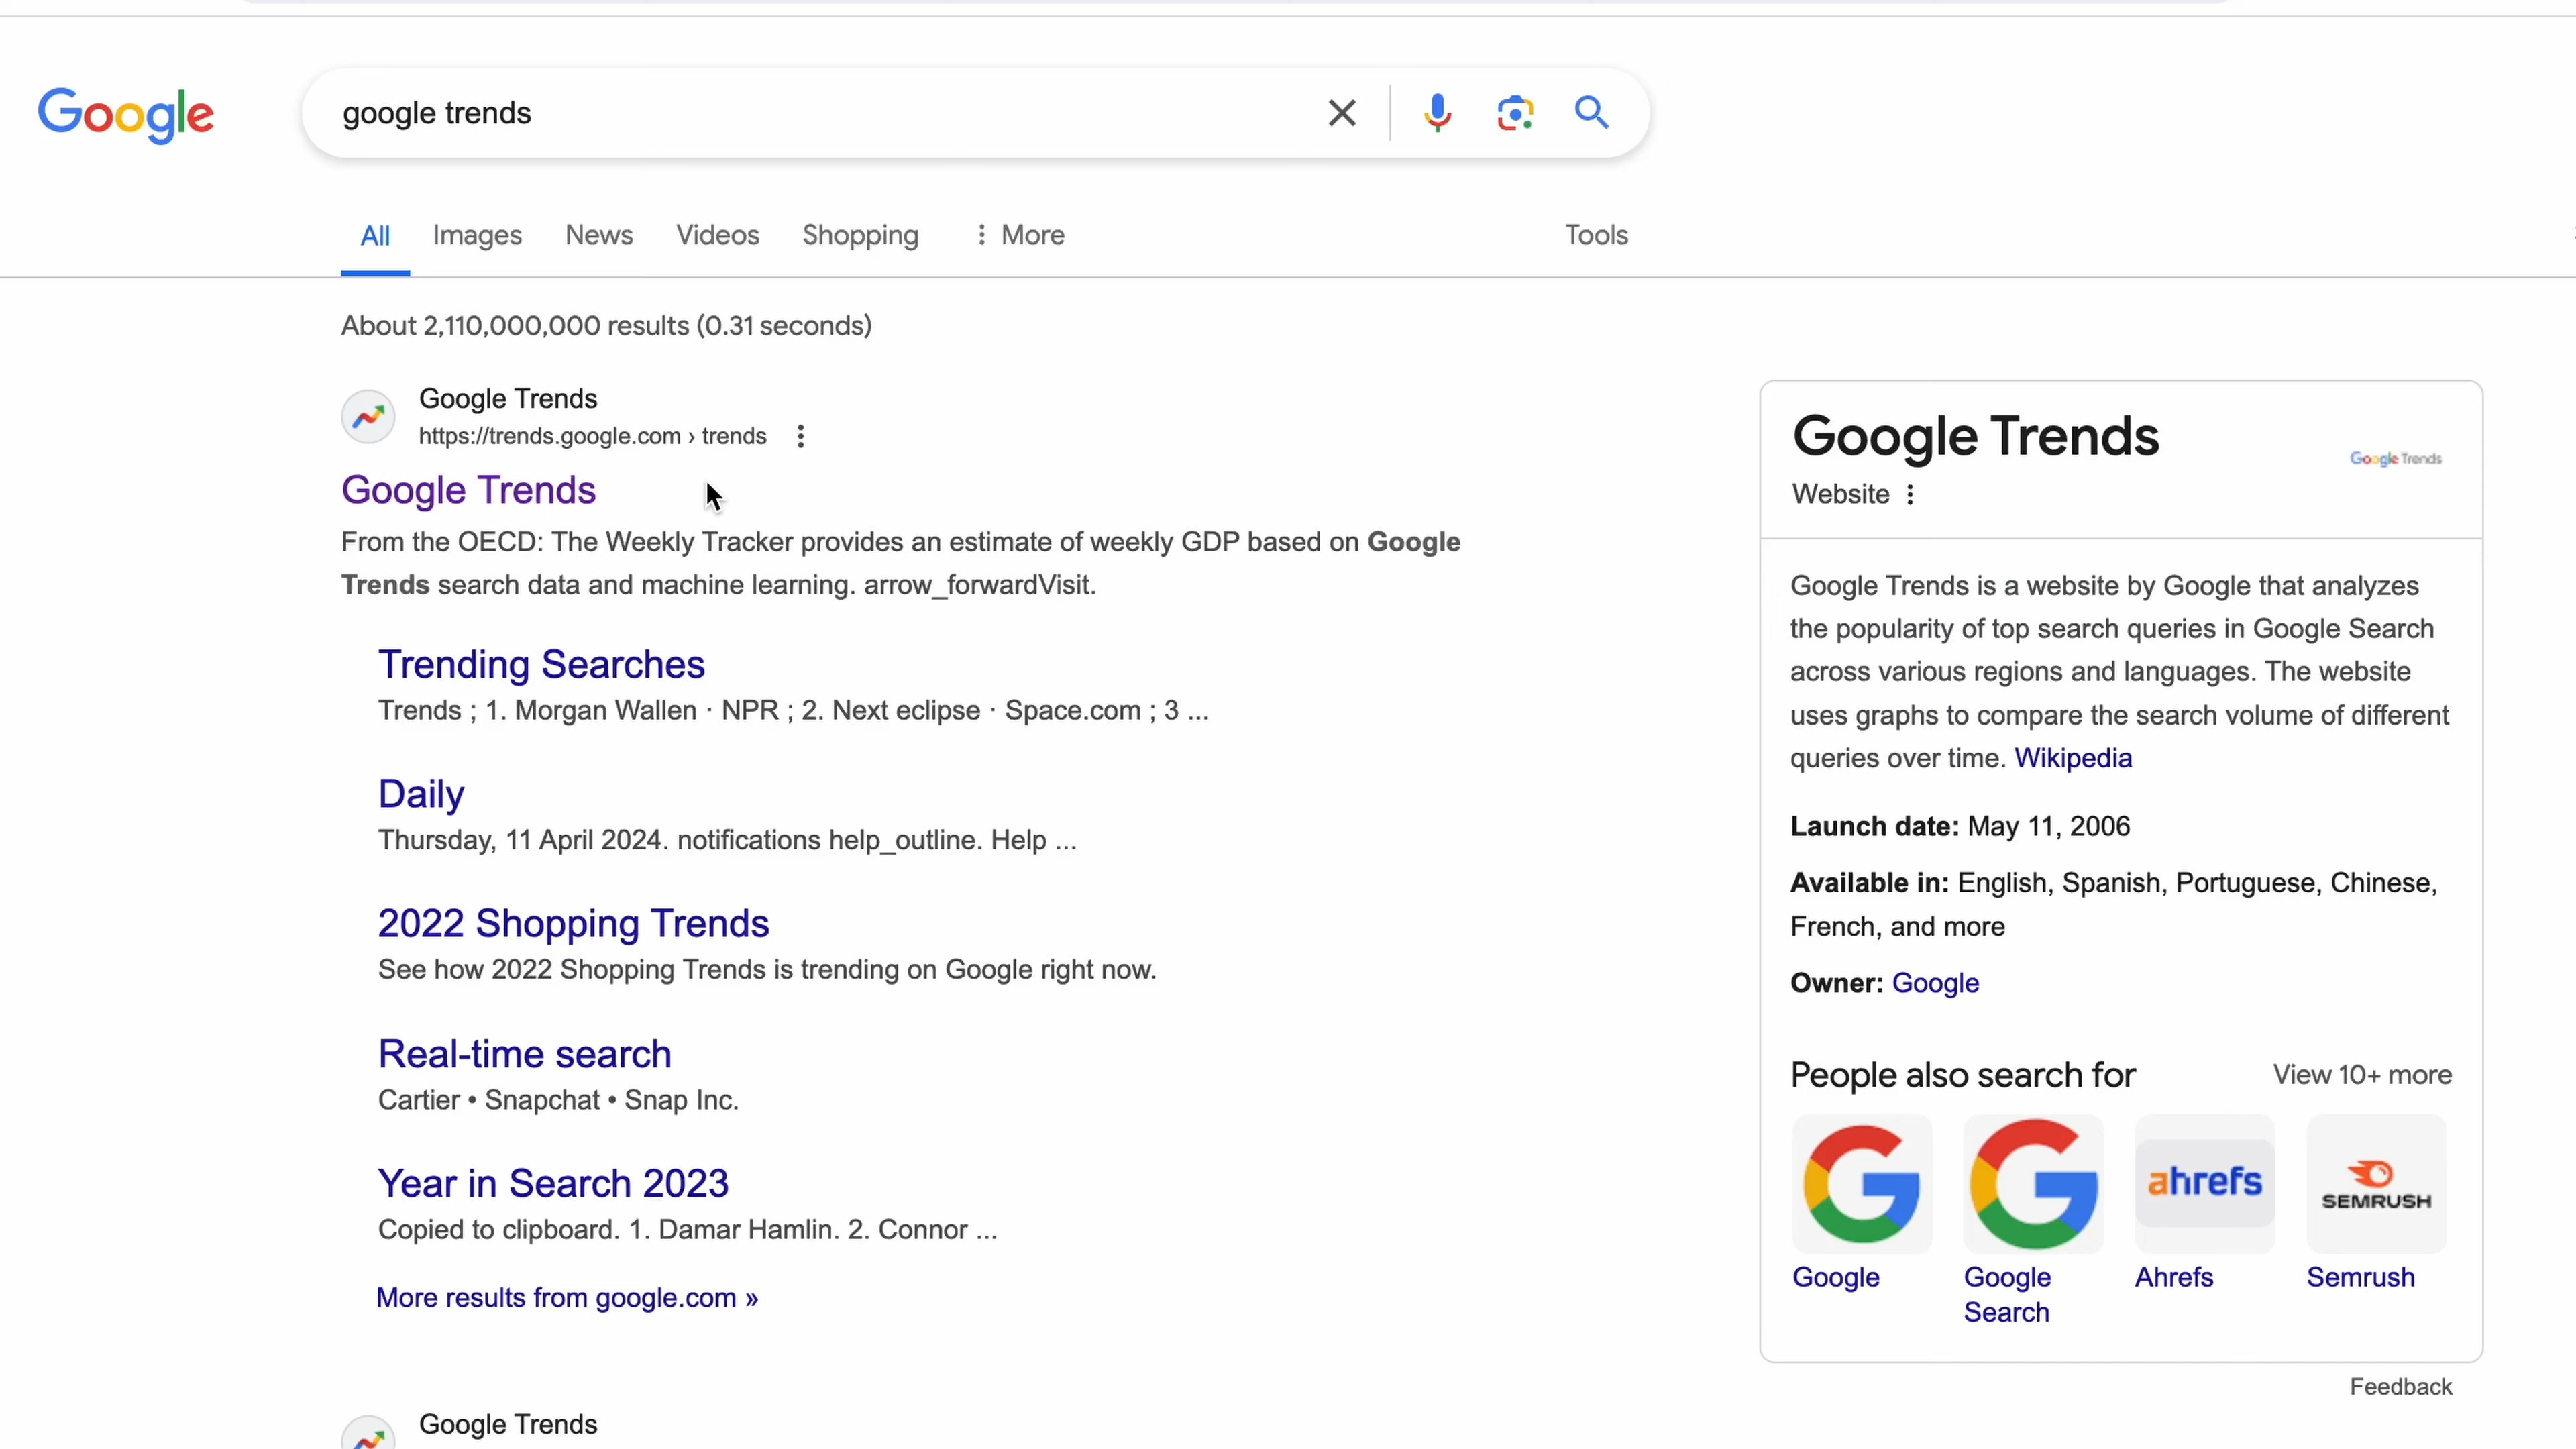 Google
google trends
All Images News Videos Shopping More Tools
About 2,110,000,000 results (0.31 seconds)
Google Trends
https://trends.google.com › trends
Google Trends
From the OECD: The Weekly Tracker provides an estimate of weekly GDP based on Google
Trends search data and machine learning. arrow_forwardVisit.
Trending Searches
Trends ; 1. Morgan Wallen · NPR ; 2. Next eclipse · Space.com ; 3 ...
Daily
Thursday, 11 April 2024. notifications help_outline. Help ...
2022 Shopping Trends
See how 2022 Shopping Trends is trending on Google right now.
Real-time search
Cartier • Snapchat • Snap Inc.
Year in Search 2023
Copied to clipboard. 1. Damar Hamlin. 2. Connor ...
More results from google.com »
Google Trends
Google Trends
Google Trends
Website
Google Trends is a website by Google that analyzes
the popularity of top search queries in Google Search
across various regions and languages. The website
uses graphs to compare the search volume of different
queries over time. Wikipedia
Launch date: May 11, 2006
Available in: English, Spanish, Portuguese, Chinese,
French, and more
Owner: Google
People also search for View 10+ more
ahrefs
SEMRUSH
Google
Google
Search
Ahrefs
Semrush
Feedback